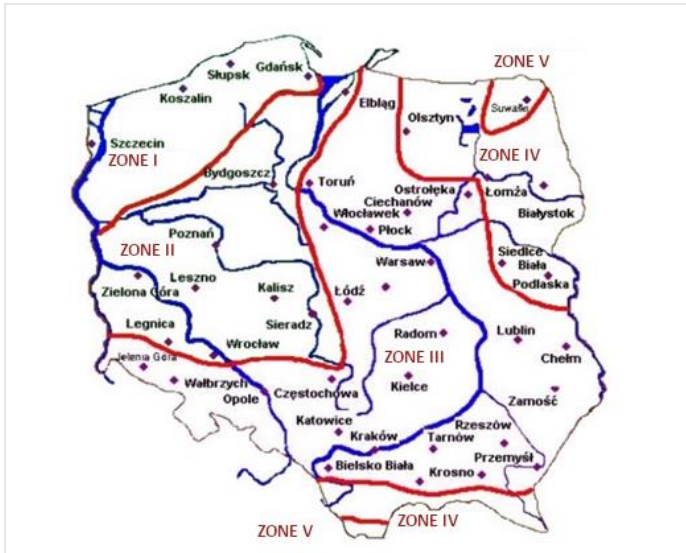 ZONE V
Słupsk
Gdańsk
Koszalin
Elbląg
Olsztyn
Suwałki
Szczecin
ZONE I
ZONE IV
Bydgoszcz
Toruń
Ostrołęka
Łomża
Ciechanów
Włocławek
Białystok
Płock
ZONE II
Poznań
Siedlce
Warsaw
Biała
Podlaska
Leszno
Zielona Góra
Kalisz
Łódź
Sieradz
Legnica
Wrocław
Radom
Lublin
ZONE III
Chełm
Jelenia Góra
Wałbrzych
Opole
Częstochowa
Kielce
Zamość
Katowice
Rzeszów
Kraków
Tarnów
Przemyśl
Bielsko Biała
Krosno
ZONE V
ZONE IV